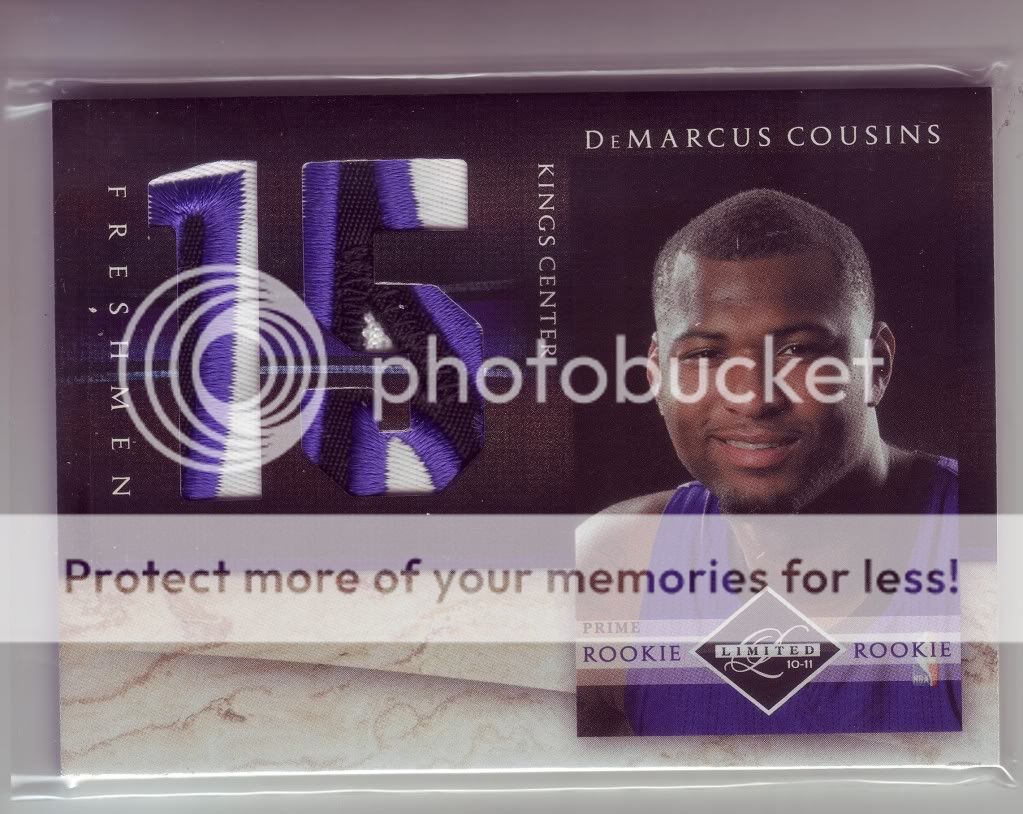 DeMARCUS COUSINS
FRESHMEN
15
KINGS CENTER
photobucket
Protect more of your memories for less!
PRIME
ROOKIE LIMITED ROOKIE
L
10-11
NBA